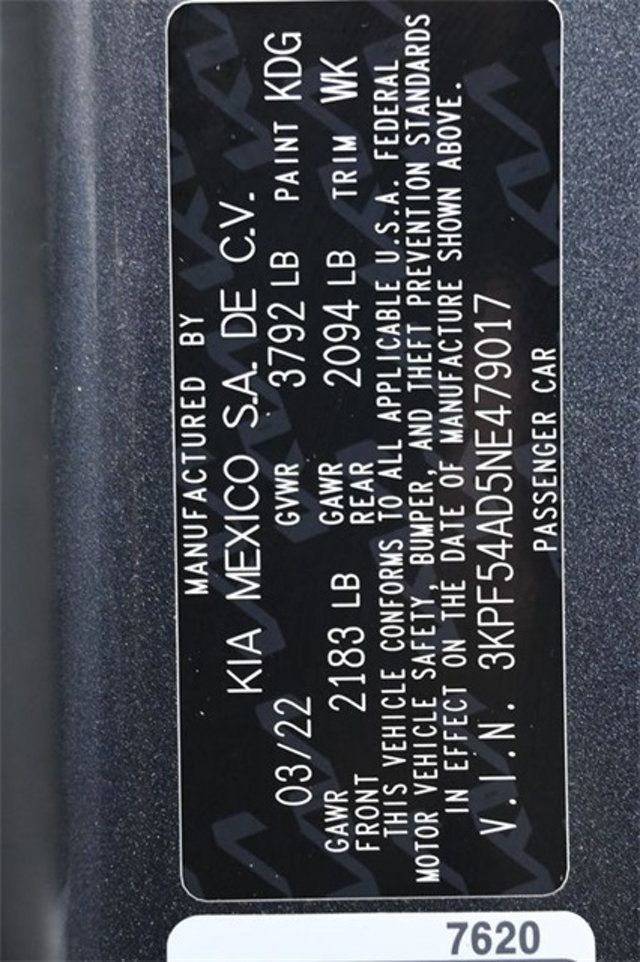 MANUFACTURED BY
KIA MEXICO S.A. DE C.V.
03/22 GVWR 3792 LB PAINT KDG
GAWR FRONT 2183 LB GAWR REAR 2094 LB TRIM WK
THIS VEHICLE CONFORMS TO ALL APPLICABLE U.S.A. FEDERAL
MOTOR VEHICLE SAFETY, BUMPER, AND THEFT PREVENTION STANDARDS
IN EFFECT ON THE DATE OF MANUFACTURE SHOWN ABOVE.
V.I.N. 3KPF54AD5NE479017
PASSENGER CAR
7620